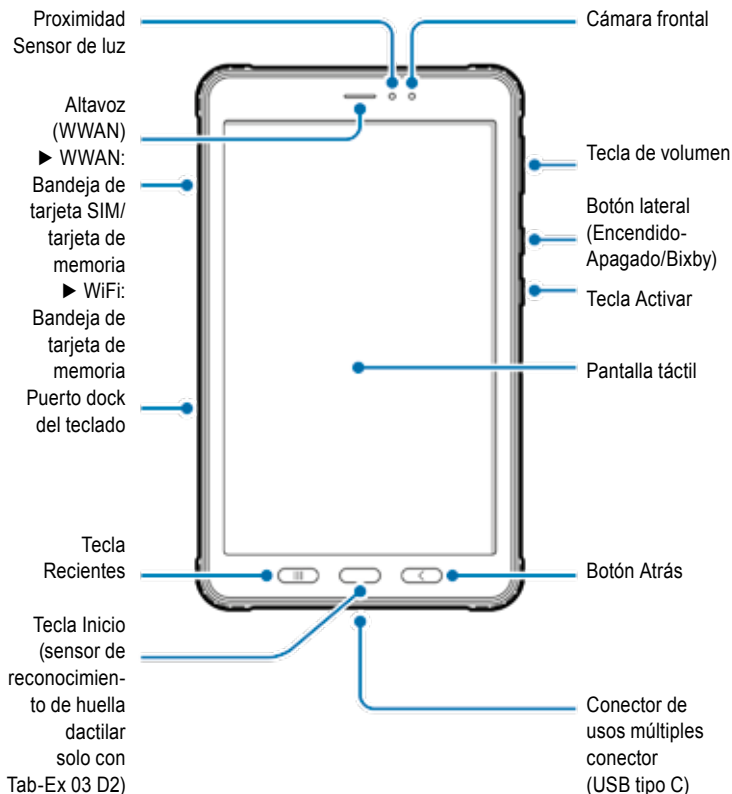 Proximidad
Sensor de luz
Altavoz
(WWAN)
▶ WWAN:
Bandeja de
tarjeta SIM/
tarjeta de
memoria
▶ WiFi:
Bandeja de
tarjeta de
memoria
Puerto dock
del teclado
Tecla
Recientes
Tecla Inicio
(sensor de
reconocimien-
to de huella
dactilar
solo con
Tab-Ex 03 D2)
Cámara frontal
Tecla de volumen
Botón lateral
(Encendido-
Apagado/Bixby)
Tecla Activar
Pantalla táctil
Botón Atrás
Conector de
usos múltiples
conector
(USB tipo C)